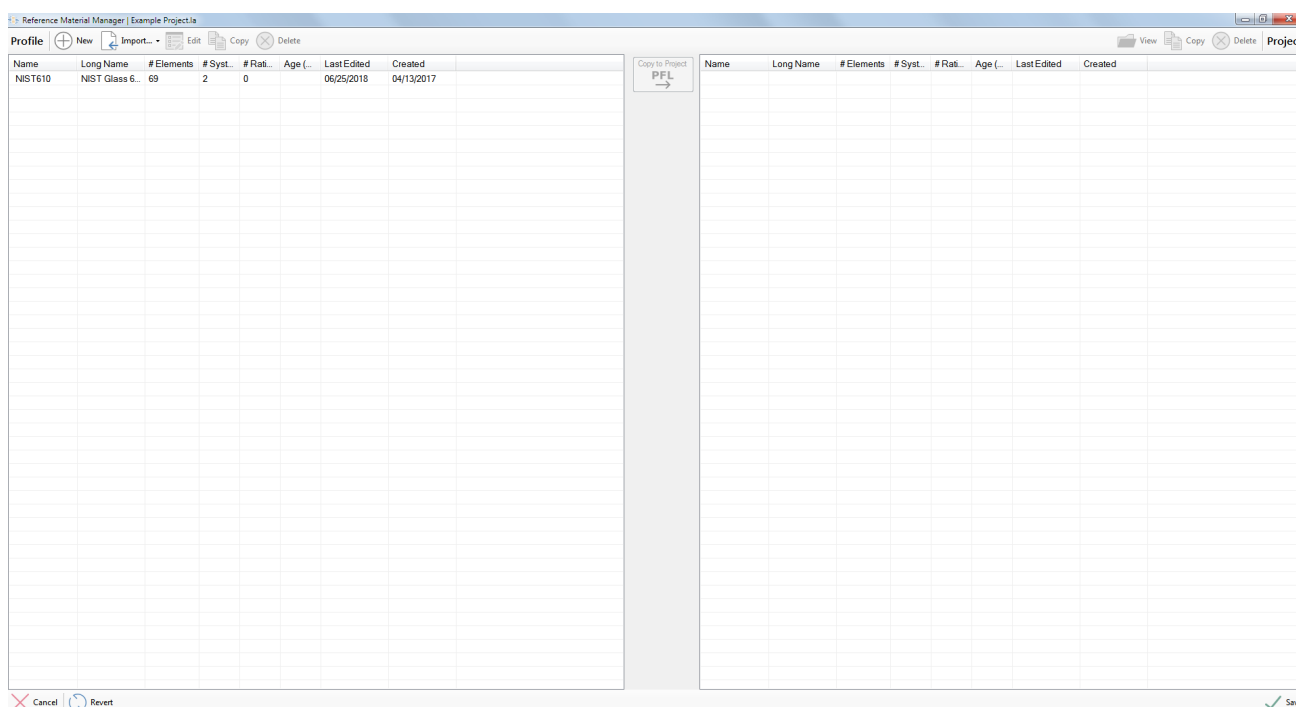 Reference Material Manager | Example Project.la
Profile New Import... Edit Copy Delete View Copy Delete Projec
Name Long Name # Elements # Syst... # Rati... Age (... Last Edited Created Copy to Project Name Long Name # Elements # Syst... # Rati... Age (... Last Edited Created
NIST610 NIST Glass 6... 69 2 0 06/25/2018 04/13/2017 PFL
Cancel Revert Sav